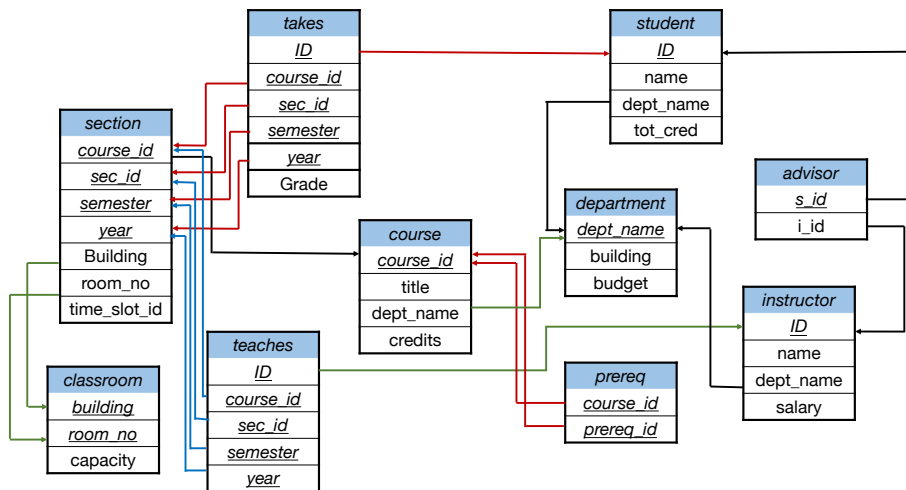 takes
ID
course_id
sec_id
semester
year
Grade
student
ID
name
dept_name
tot_cred
section
course_id
sec_id
semester
year
Building
room_no
time_slot_id
advisor
s_id
i_id
department
dept_name
building
budget
course
course_id
title
dept_name
credits
instructor
ID
name
dept_name
salary
teaches
ID
course_id
sec_id
semester
year
classroom
building
room_no
capacity
prereq
course_id
prereq_id